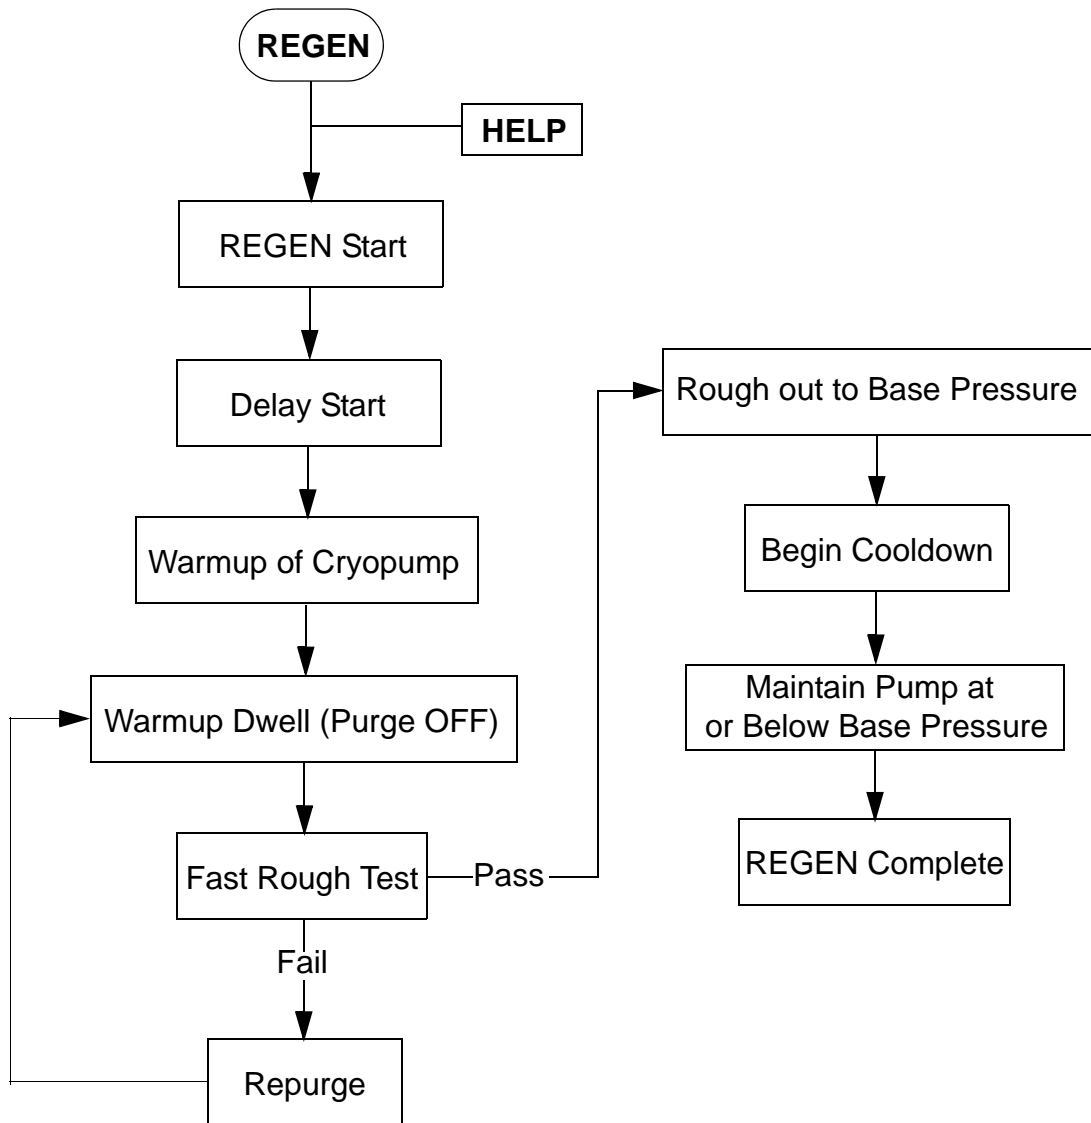 REGEN
HELP
REGEN Start
Delay Start
Warmup of Cryopump
Warmup Dwell (Purge OFF)
Fast Rough Test
Pass
Fail
Repurge
Rough out to Base Pressure
Begin Cooldown
Maintain Pump at
or Below Base Pressure
REGEN Complete